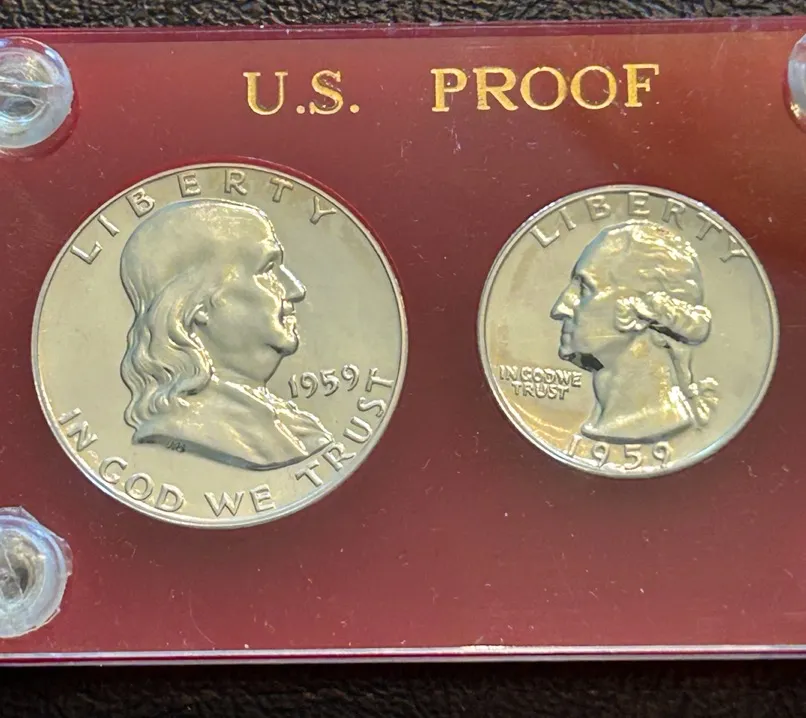 U.S. PROOF
LIBERTY
1959
IN GOD WE TRUST
LIBERTY
IN GOD WE
TRUST
1959